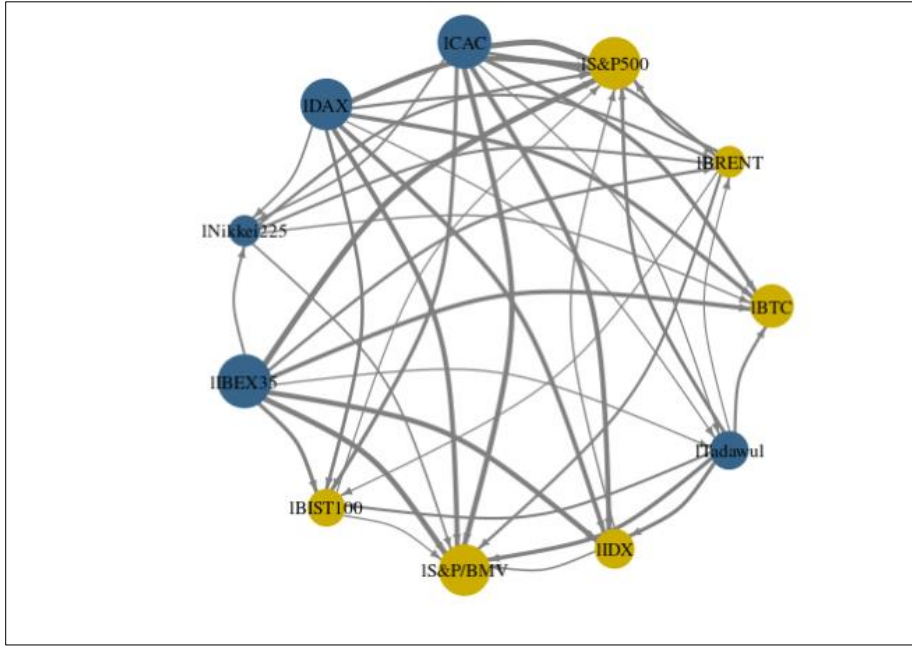 lCAC
lS&P500
lDAX
lBRENT
lNikkei225
lBTC
lIBEX35
lTadawul
lBIST100
lIDX
lS&P/BMV